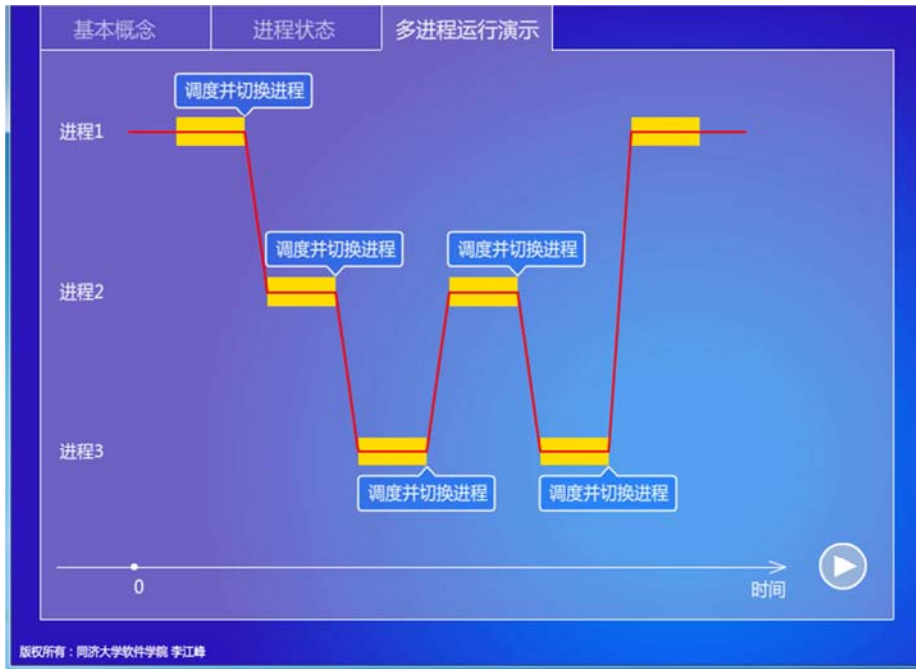 基本概念
进程状态
多进程运行演示
调度并切换进程
进程1
调度并切换进程
调度并切换进程
进程2
进程3
调度并切换进程
调度并切换进程
0
时间
版权所有：同济大学软件学院 李江峰